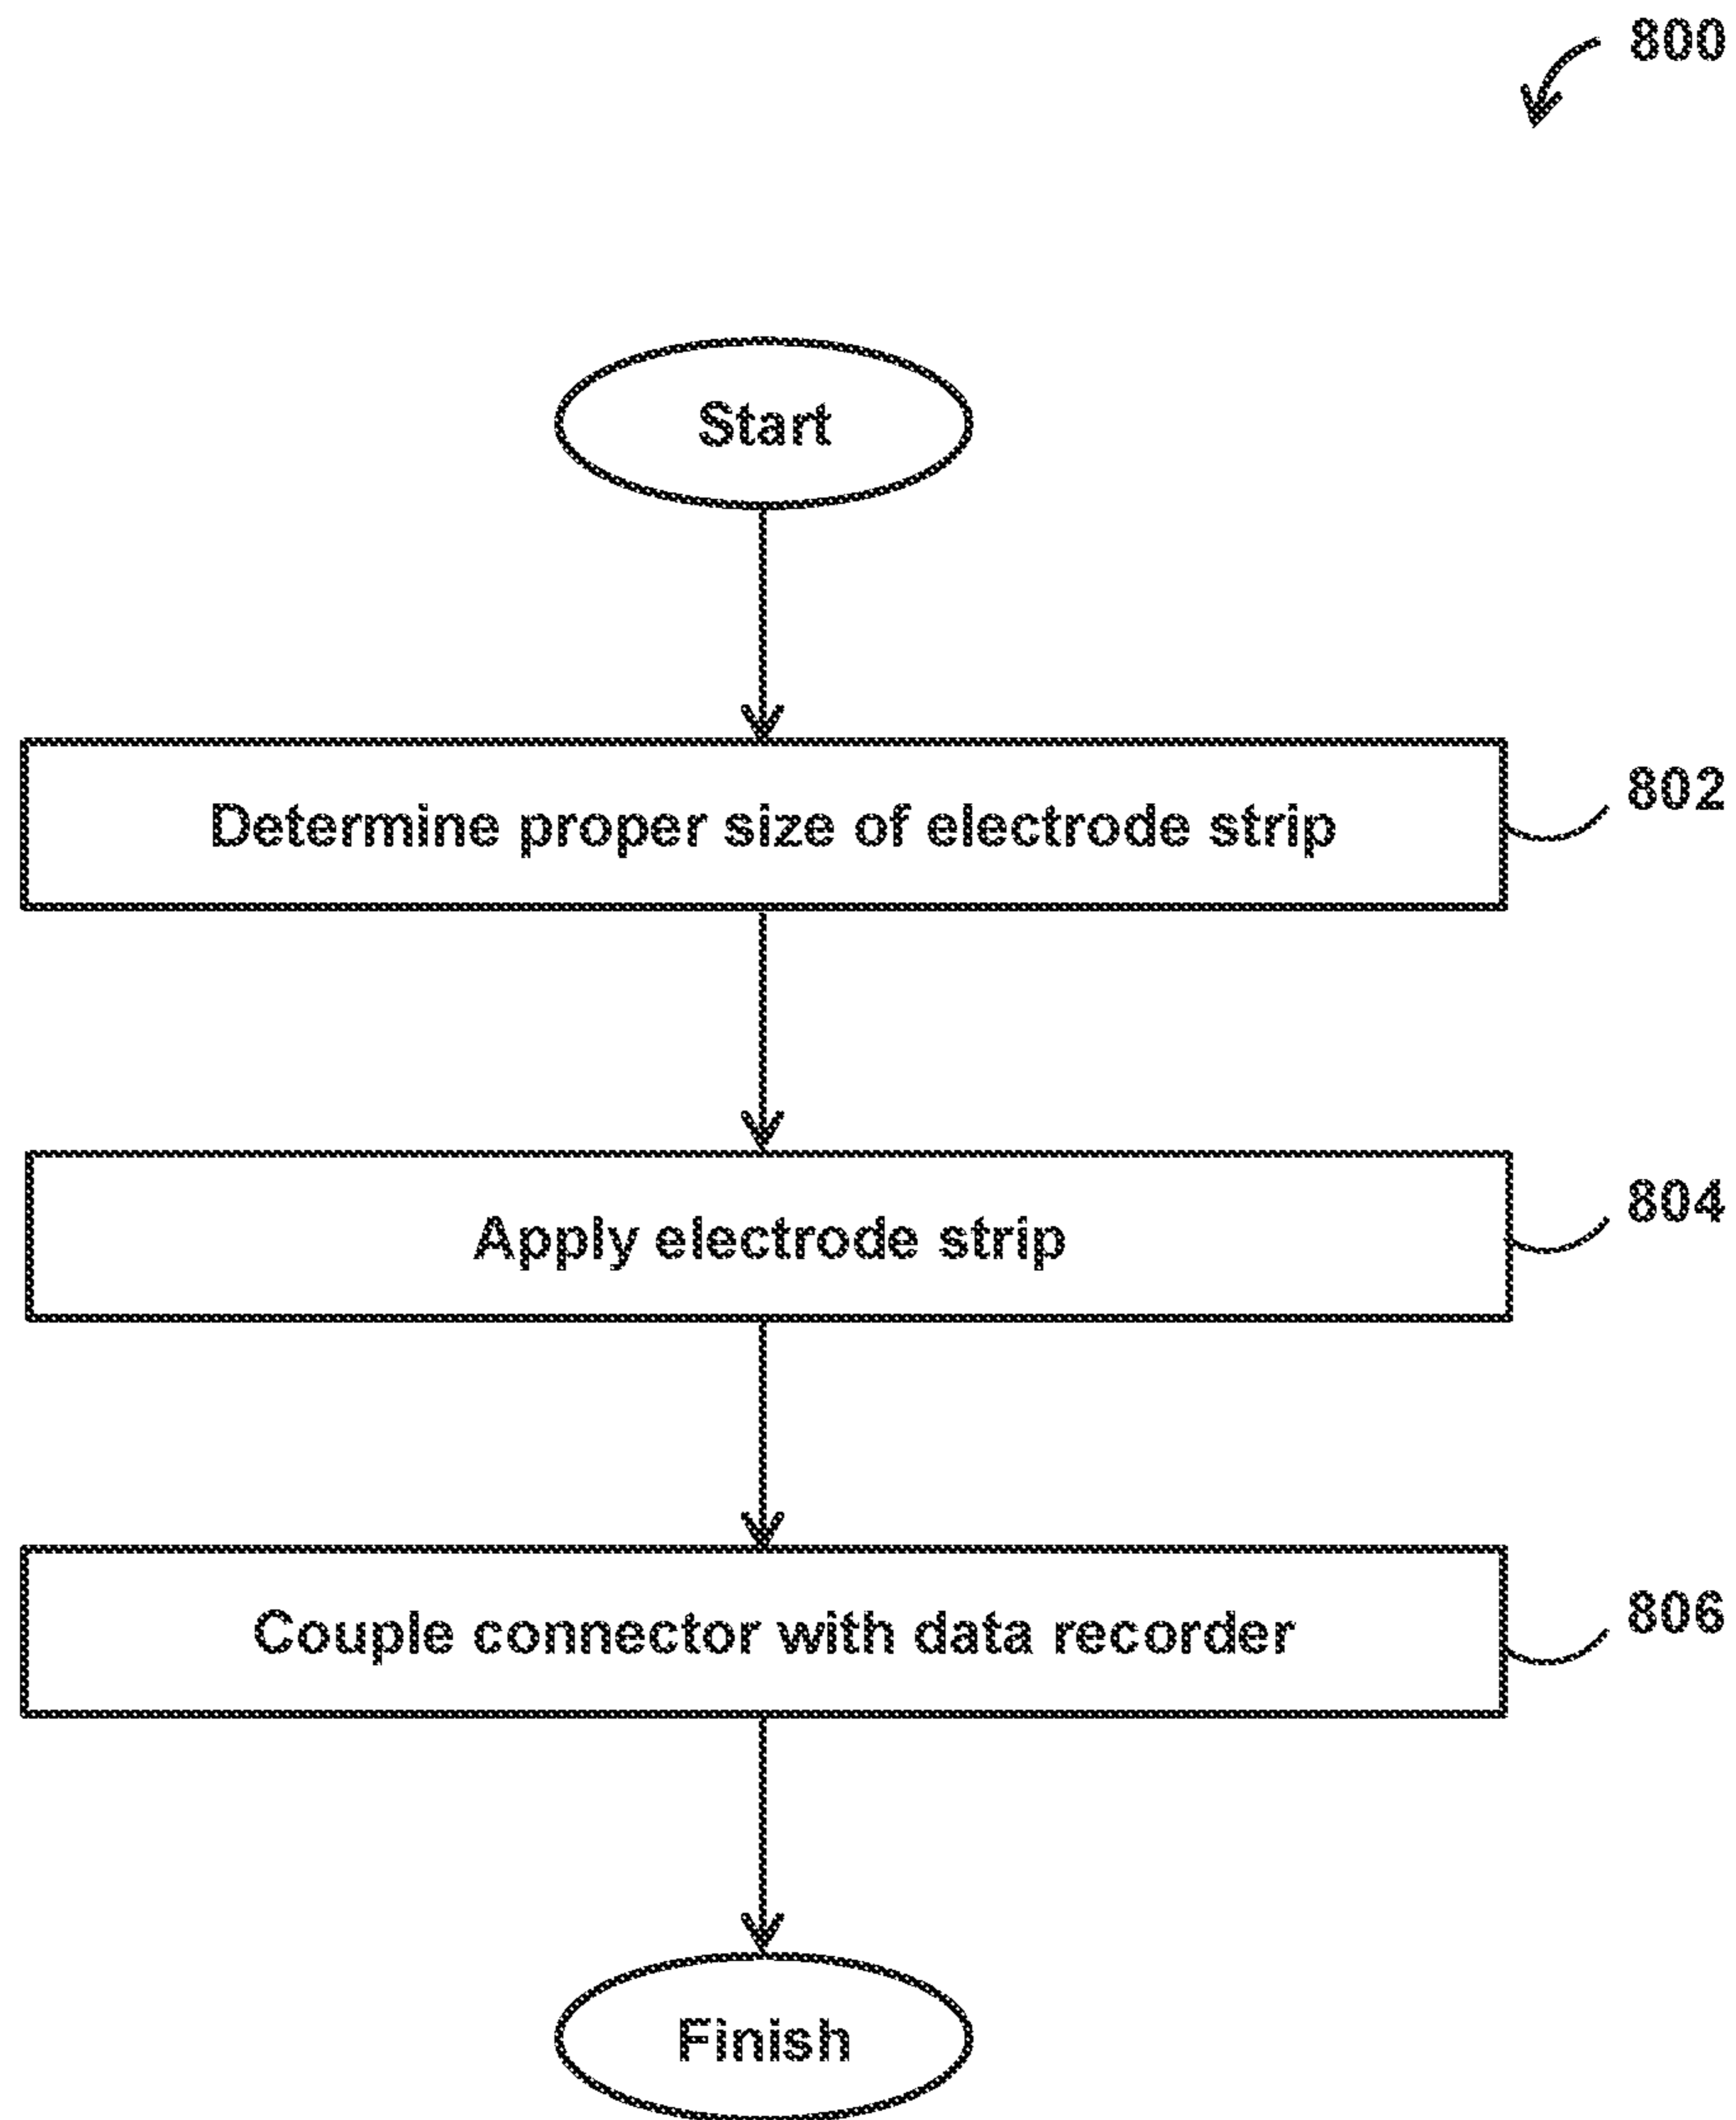 800
Start
Determine proper size of electrode strip
802
Apply electrode strip
804
Couple connector with data recorder
806
Finish